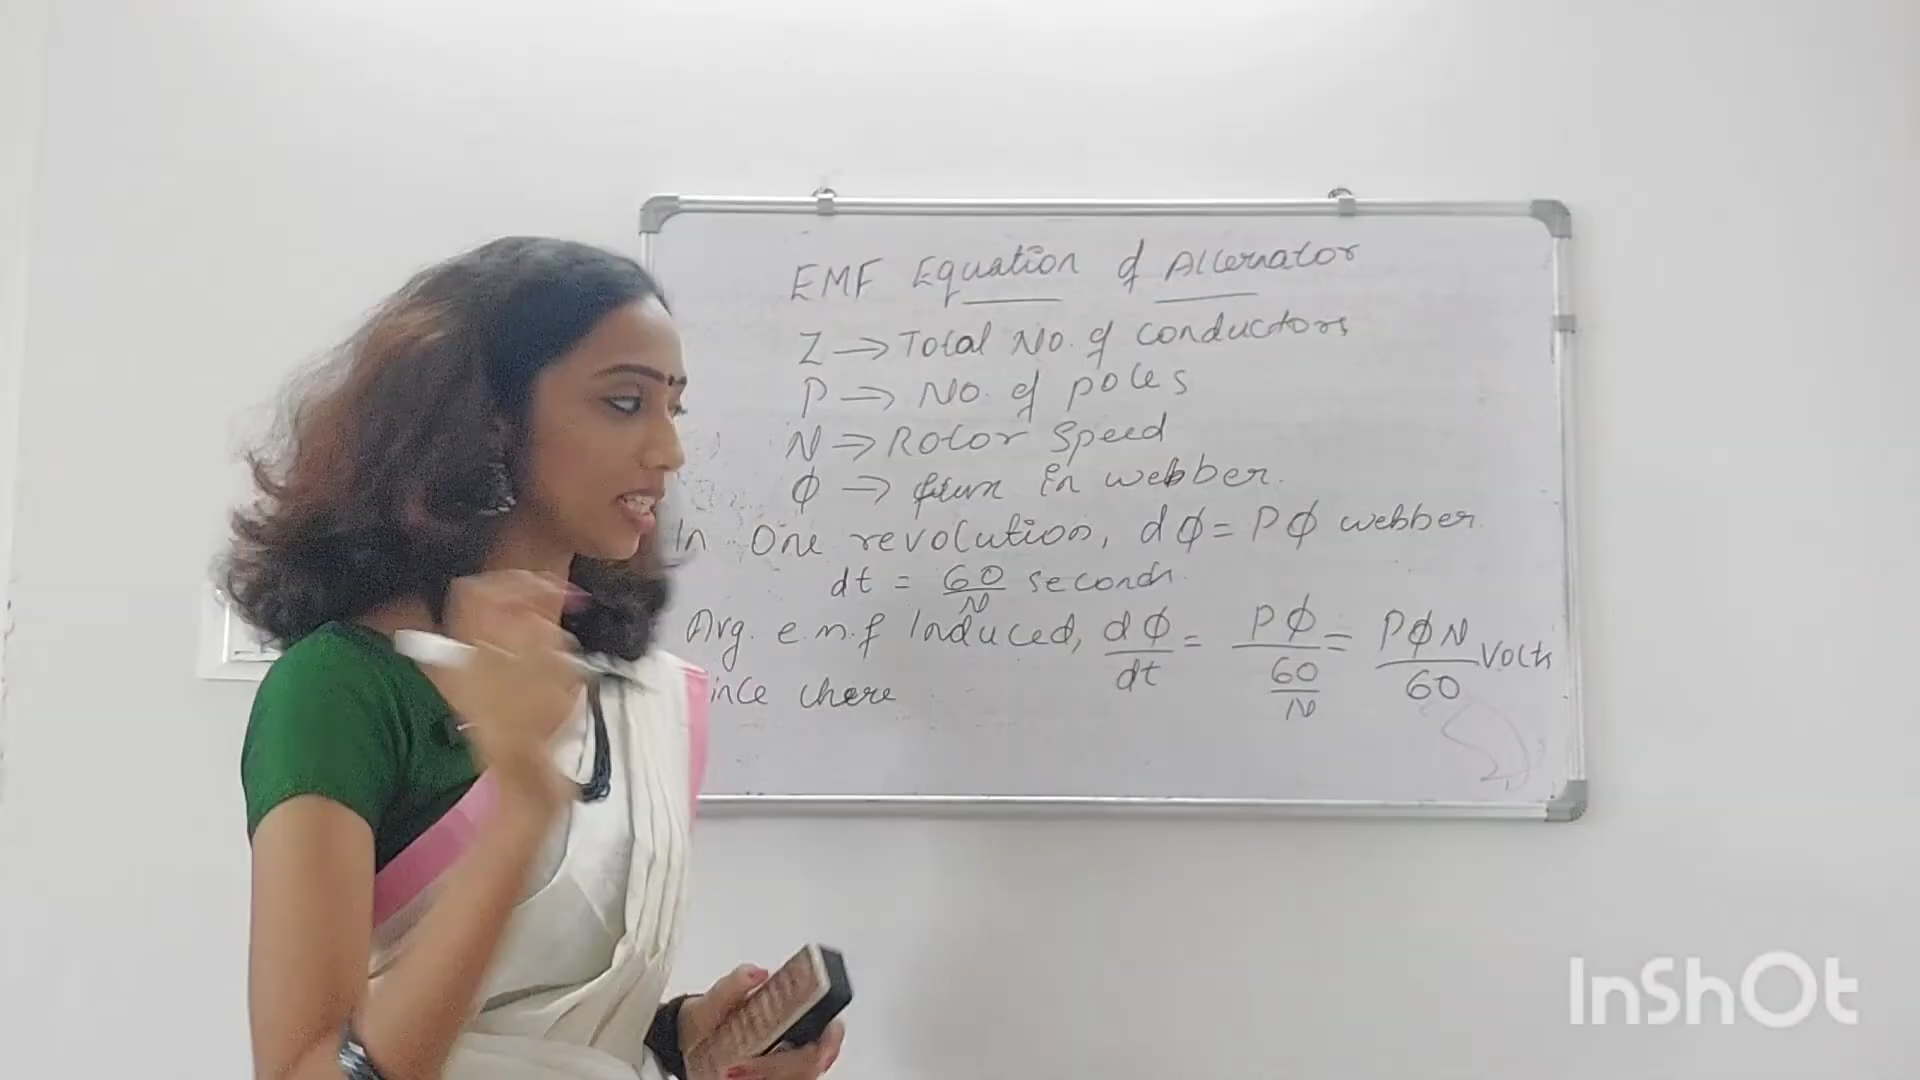 EMF Equation of Alternator
Z → Total No. of conductors
P → No. of poles
N → Rotor Speed
Φ → flux in webber.
In One revolution, dΦ = PΦ webber
dt = 60/N seconds
Avg. e.m.f Induced, dΦ/dt = PΦ/(60/N) = PΦN/60 Volts
ince there
InShOt